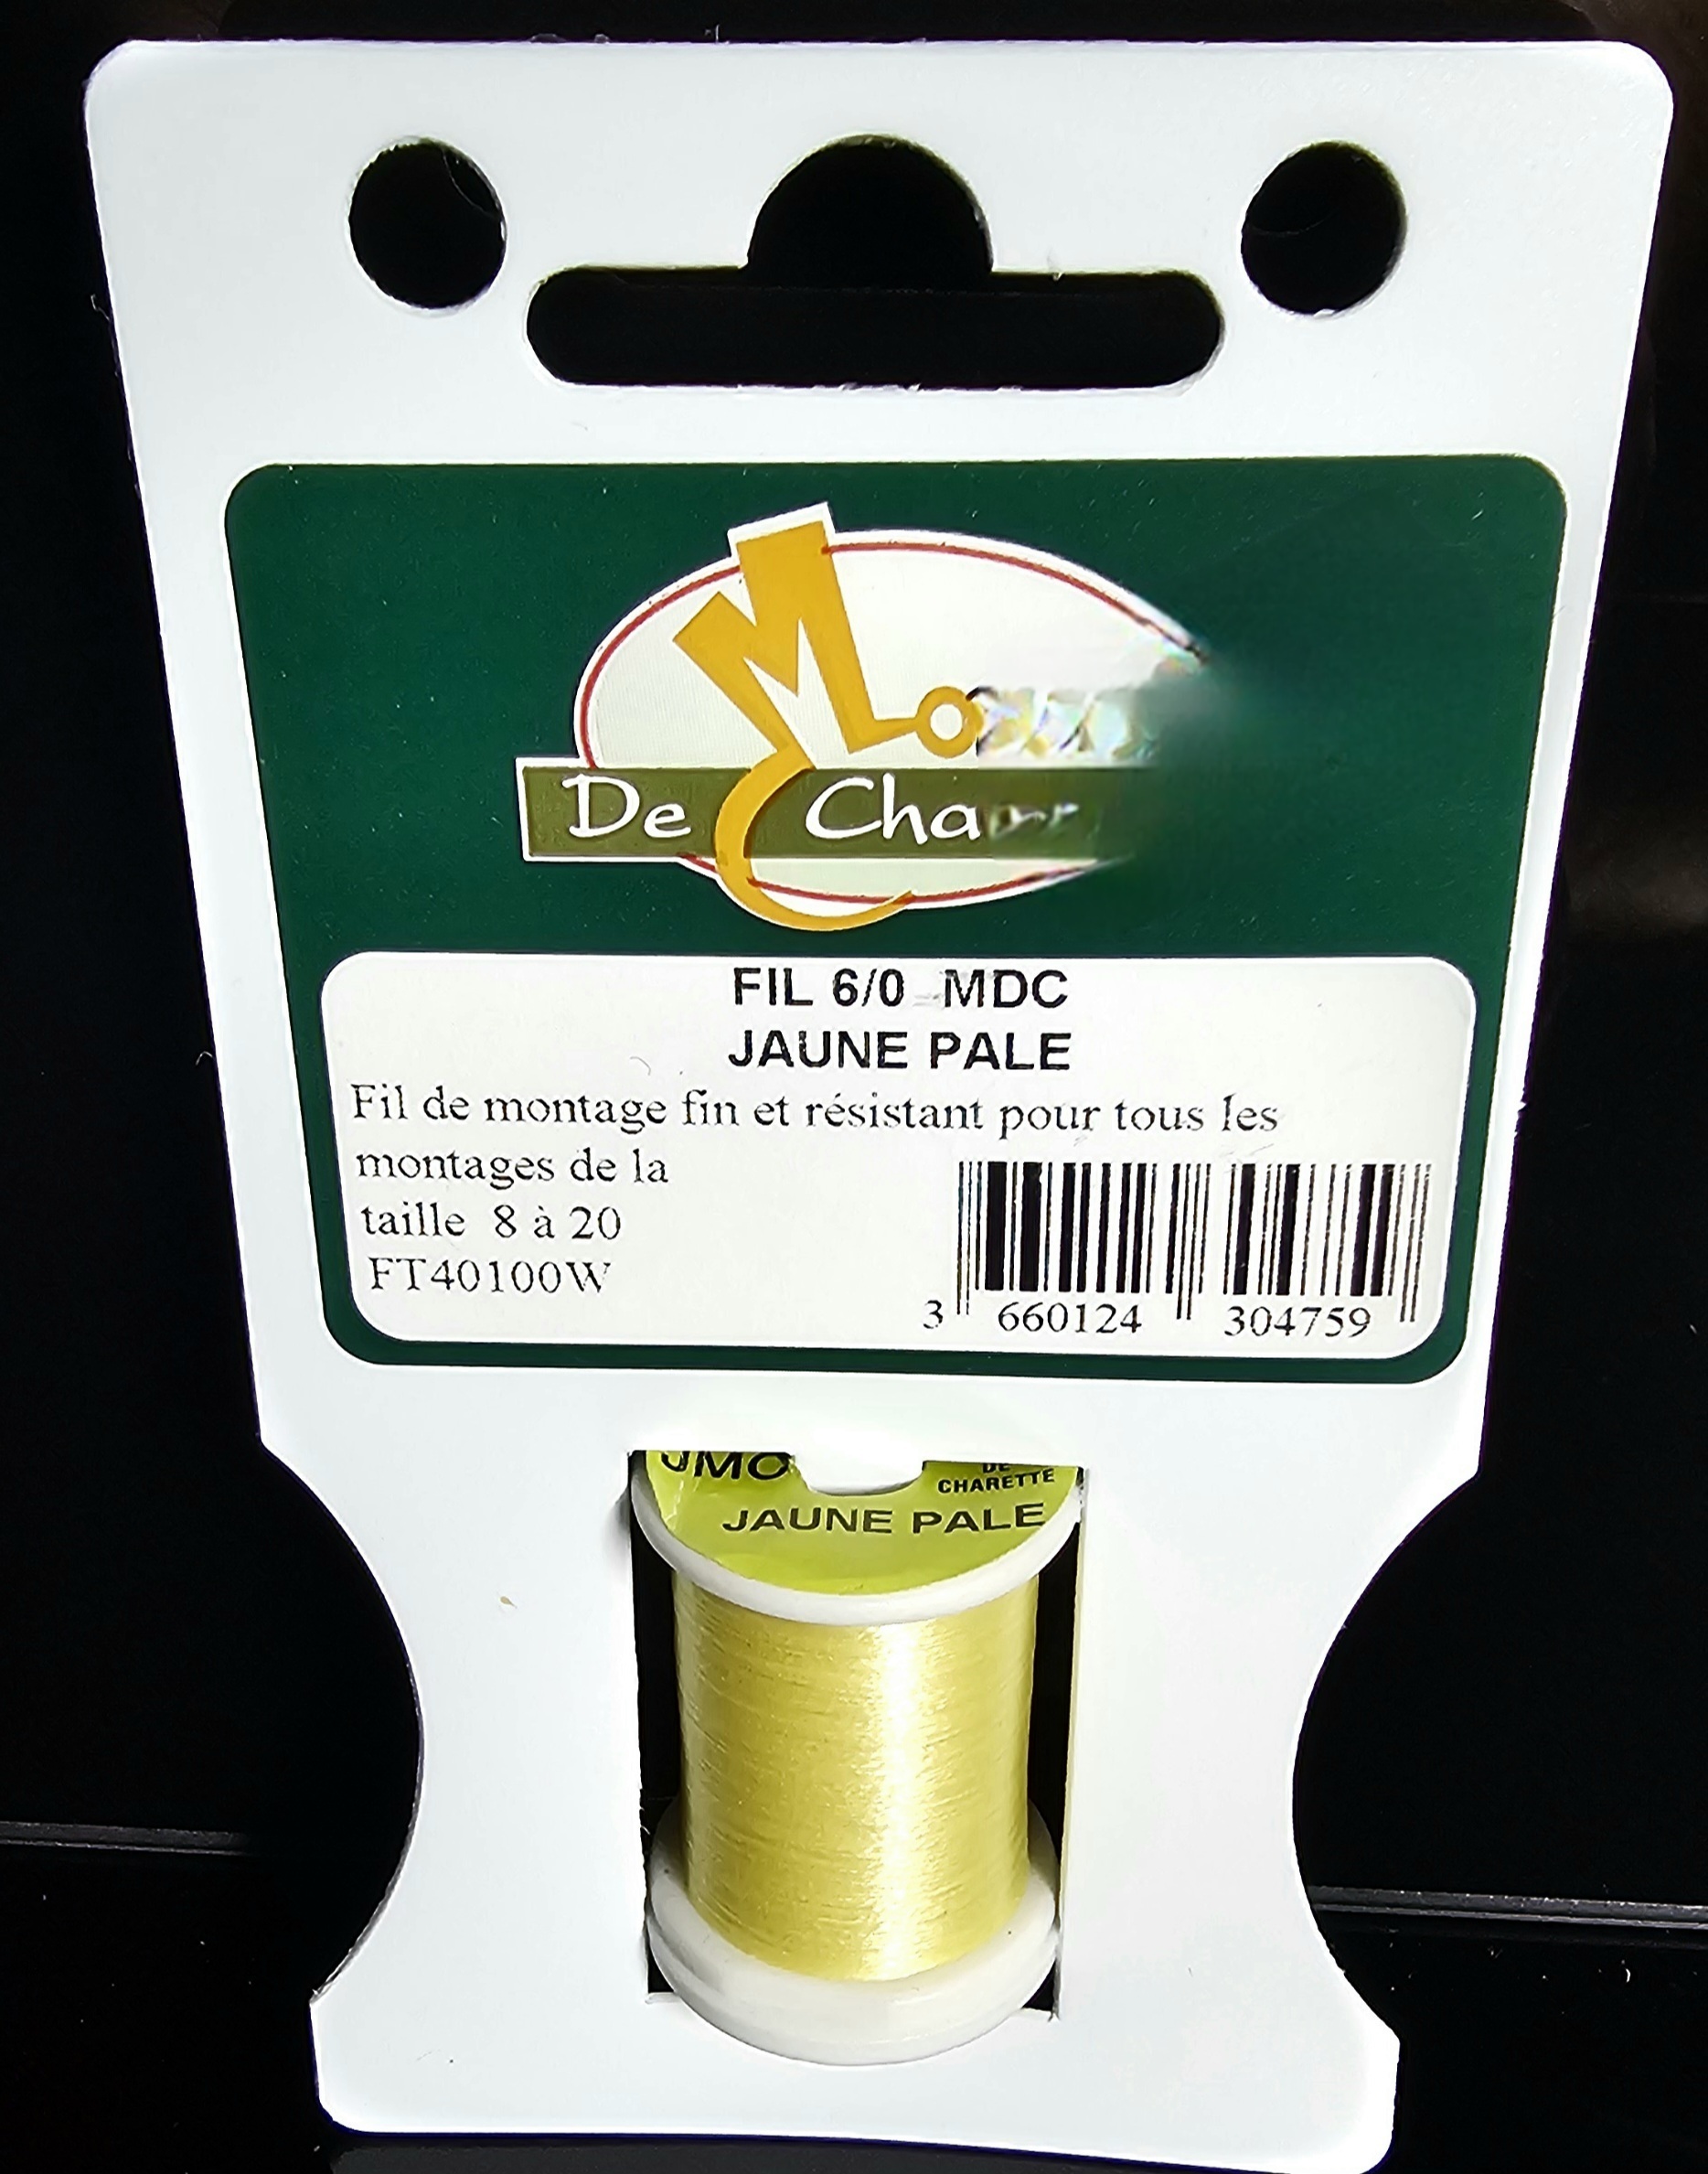 De
FIL 6/0 MDC
JAUNE PALE
Fil de montage fin et résistant pour tous les
montages de la
taille 8 à 20
FT40100W
3 660124 304759
JMC
DE
CHARETTE
JAUNE PALE